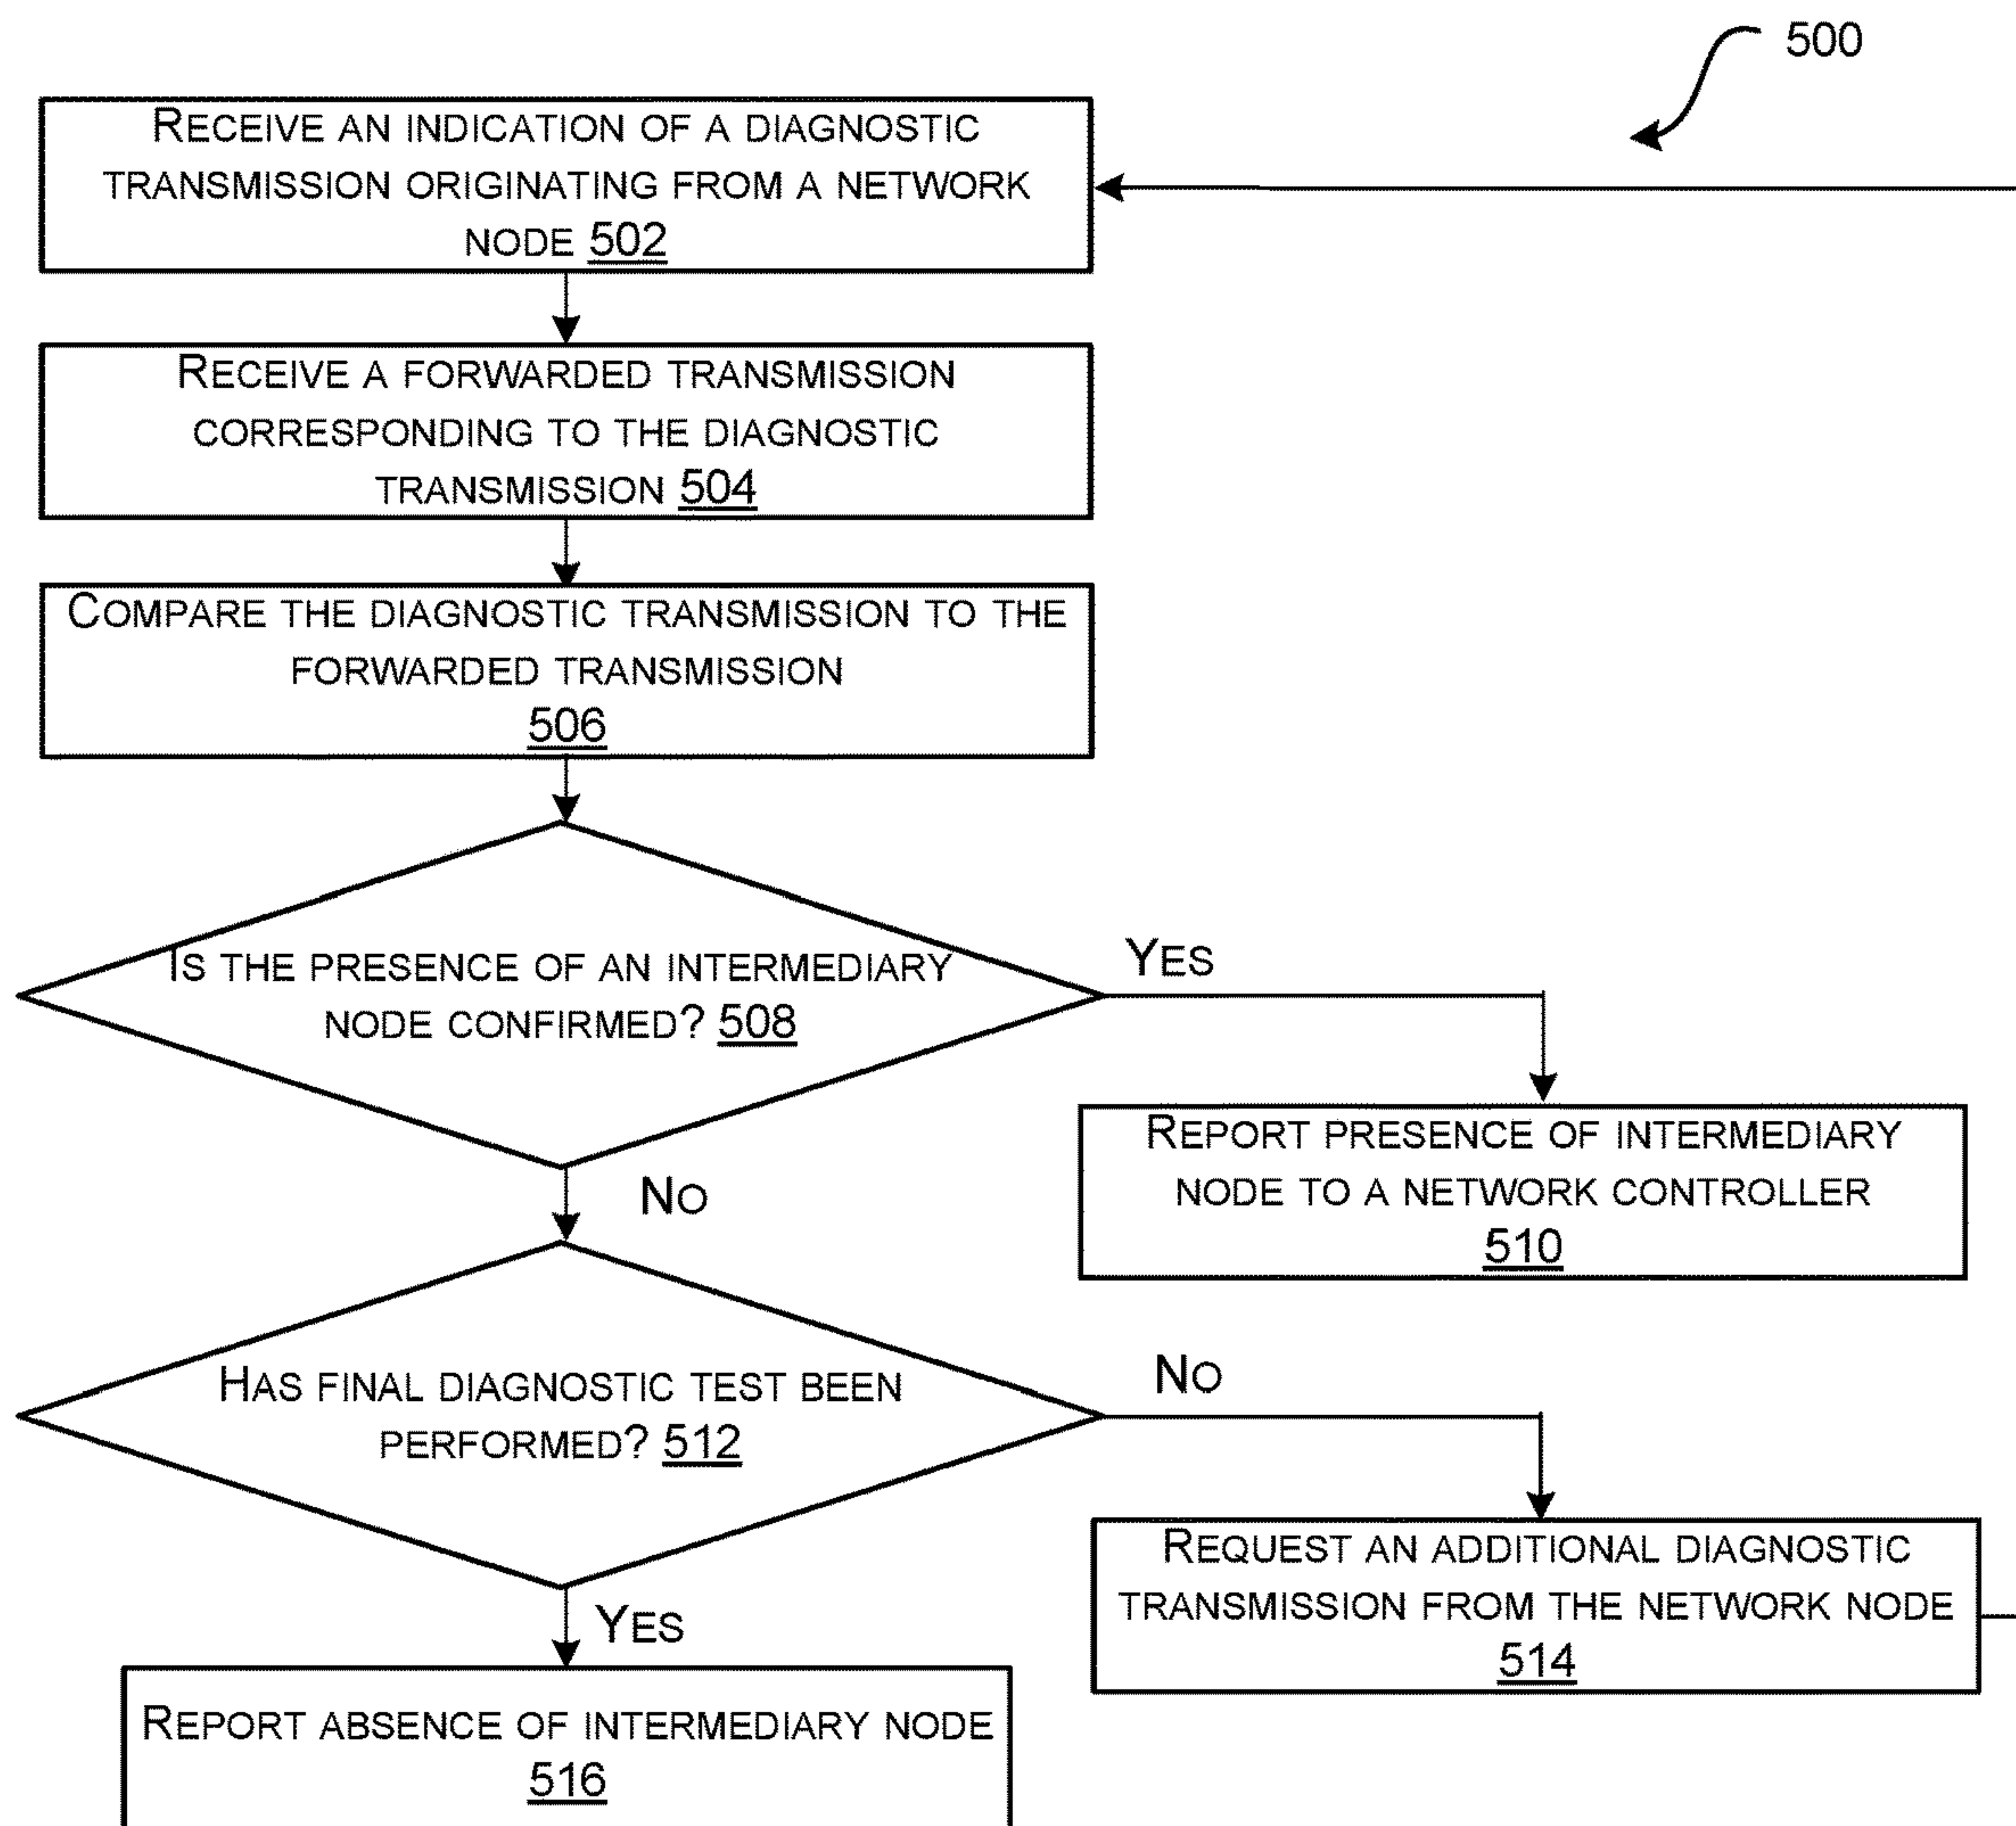 500
RECEIVE AN INDICATION OF A DIAGNOSTIC
TRANSMISSION ORIGINATING FROM A NETWORK
NODE 502
RECEIVE A FORWARDED TRANSMISSION
CORRESPONDING TO THE DIAGNOSTIC
TRANSMISSION 504
COMPARE THE DIAGNOSTIC TRANSMISSION TO THE
FORWARDED TRANSMISSION
506
IS THE PRESENCE OF AN INTERMEDIARY
NODE CONFIRMED? 508
YES
REPORT PRESENCE OF INTERMEDIARY
NODE TO A NETWORK CONTROLLER
510
NO
HAS FINAL DIAGNOSTIC TEST BEEN
PERFORMED? 512
NO
REQUEST AN ADDITIONAL DIAGNOSTIC
TRANSMISSION FROM THE NETWORK NODE
514
YES
REPORT ABSENCE OF INTERMEDIARY NODE
516